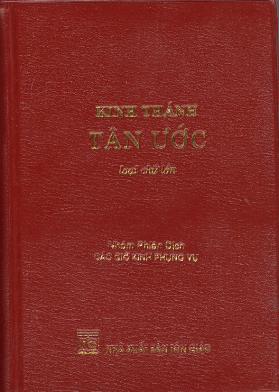 KINH THÁNH
TÂN ƯỚC
loại chữ lớn
Nhóm Phiên Dịch
CÁC GIỜ KINH PHỤNG VỤ
NHÀ XUẤT BẢN TÔN GIÁO